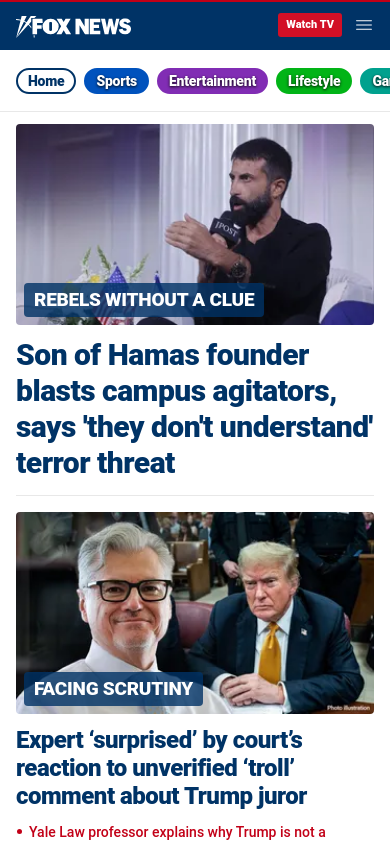 FOX NEWS
Watch TV
Home
Sports
Entertainment
Lifestyle
Ga
JPOST
REBELS WITHOUT A CLUE
Son of Hamas founder
blasts campus agitators,
says 'they don't understand'
terror threat
FACING SCRUTINY
Photo illustration
Expert ‘surprised’ by court’s
reaction to unverified ‘troll’
comment about Trump juror
• Yale Law professor explains why Trump is not a